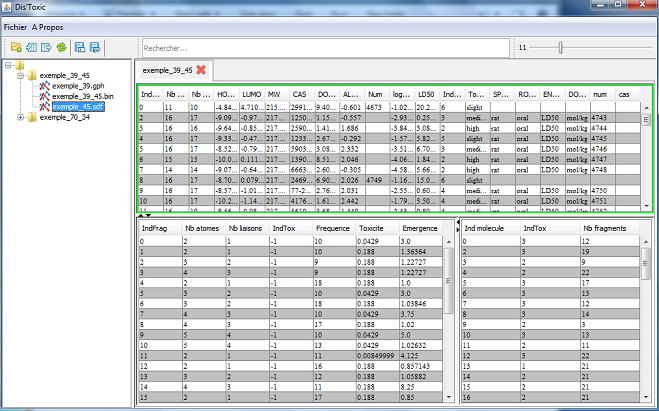 DisToxic
Fichier A Propos
Rechercher... 11
exemple_39_45
exemple_39.gph
exemple_39_45.bin
exemple_45.sdf
exemple_70_34
exemple_39_45
Ind... Nb ... Nb ... HO... LUMO MW CAS DO... AL... Num log... LD50 Ind... To... SP... RO... EN... DO... num cas
0 11 10 -4.84... 4.710... 215.... 2991... 9.40... -0.601 4673 -1.02... 20.2... 6 slight
2 16 17 -9.09... -0.97... 217.... 1250... 1.15... -0.557 -2.93... 0.25... 3 medi... rat oral LD50 mol/kg 4743
3 16 16 -9.64... -0.85... 217.... 2590... 1.41... 1.686 -3.84... 3.08... 2 high rat oral LD50 mol/kg 4744
4 16 16 -9.33... -0.47... 217.... 1233... 2.67... -0.292 -1.57... 5.82... 5 slight rat oral LD50 mol/kg 4745
5 16 17 -8.52... -0.79... 217.... 5903... 3.08... 2.332 -3.51... 6.70... 3 medi... rat oral LD50 mol/kg 4746
6 15 15 -10.0... 0.111... 217.... 1390... 8.51... 2.046 -4.06... 1.84... 2 high rat oral LD50 mol/kg 4747
7 14 14 -9.07... -0.64... 217.... 6663... 2.60... -0.305 -4.58... 5.66... 2 high rat oral LD50 mol/kg 4748
8 16 17 -8.70... 0.079... 217.... 2469... 6.90... 2.026 4749 -1.16... 15.0... 6 slight
9 16 17 -8.57... -1.01... 217.... 77-2... 2.76... 2.031 -2.55... 0.60... 4 medi... rat oral LD50 mol/kg 4750
10 16 17 -10.2... -1.14... 217.... 4176... 1.61... 2.442 -1.79... 3.50... 4 medi... rat oral LD50 mol/kg 4751
IndFrag Nb atomes Nb liaisons IndTox Frequence Toxicite Emergence
0 2 1 -1 10 0.0429 3.0
1 2 1 -1 10 0.188 1.36364
2 3 2 -1 9 0.188 1.22727
3 4 3 -1 9 0.188 1.22727
4 2 1 -1 18 0.188 1.0
5 3 2 -1 10 0.0429 3.0
6 3 2 -1 18 0.188 1.03846
7 4 3 -1 10 0.0429 3.75
8 4 3 -1 17 0.188 1.02
9 5 4 -1 10 0.0429 5.0
10 5 4 -1 13 0.0429 1.02632
11 2 1 -1 11 0.00849999 4.125
12 2 1 -1 16 0.188 0.857143
13 3 2 -1 12 0.188 1.05882
14 4 3 -1 11 0.188 8.25
15 2 1 -1 17 0.188 0.85
Ind molecule IndTox Nb fragments
0 3 12
2 3 19
3 2 9
4 2 22
5 3 17
6 3 12
7 3 14
8 2 9
9 3 12
10 3 13
11 2 11
12 3 22
13 1 21
14 2 21
15 2 21
16 2 21